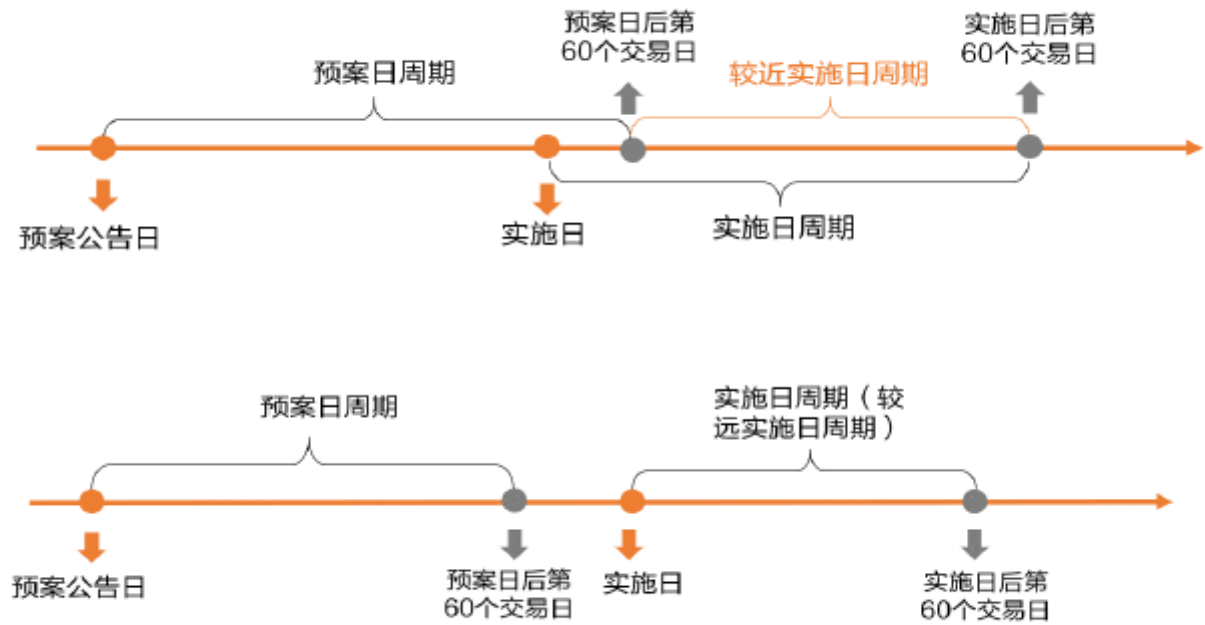 预案日后第
60个交易日
实施日后第
60个交易日
预案日周期
较近实施日周期
预案公告日
实施日
实施日周期
预案日周期
实施日周期（较
远实施日周期）
预案公告日
预案日后第
60个交易日
实施日
实施日后第
60个交易日